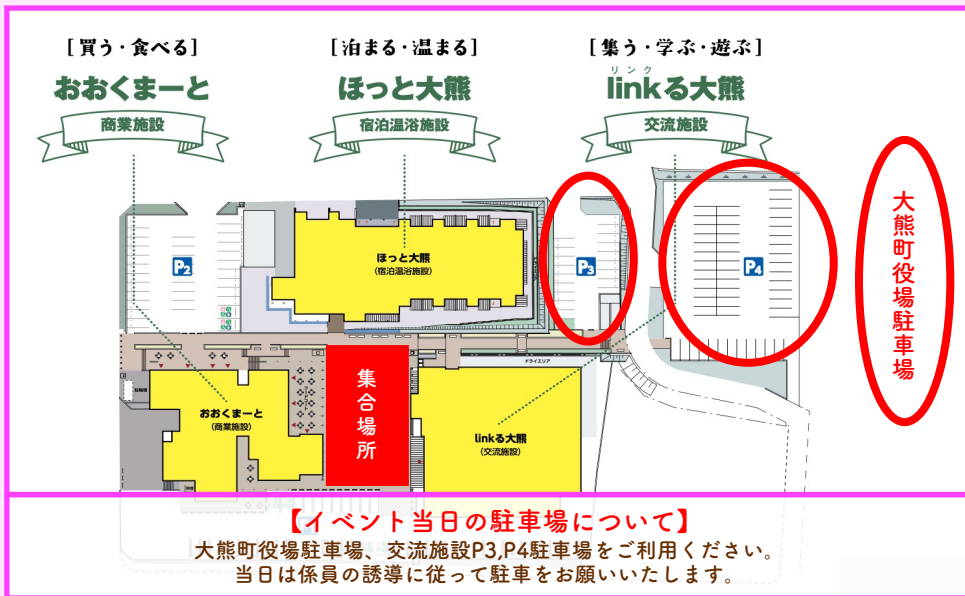 [買う・食べる]
おおくまーと
商業施設
[泊まる・温まる]
ほっと大熊
宿泊温浴施設
[集う・学ぶ・遊ぶ]
リンク
linkる大熊
交流施設
大熊町役場駐車場
P2
ほっと大熊
(宿泊温浴施設)
P3
P4
ドライエリア
おおくまーと
(商業施設)
集合場所
linkる大熊
(交流施設)
【イベント当日の駐車場について】
大熊町役場駐車場、交流施設P3,P4駐車場をご利用ください。
当日は係員の誘導に従って駐車をお願いいたします。